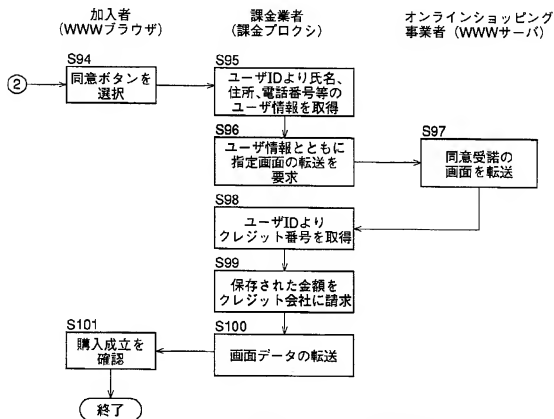 加入者
(WWWブラウザ)
課金業者
(課金プロクシ)
オンラインショッピング
事業者 (WWWサーバ)
②
S94
同意ボタンを
選択
S95
ユーザIDより氏名、
住所、電話番号等の
ユーザ情報を取得
S96
ユーザ情報とともに
指定画面の転送を
要求
S97
同意受諾の
画面を転送
S98
ユーザIDより
クレジット番号を取得
S99
保存された金額を
クレジット会社に請求
S100
画面データの転送
S101
購入成立を
確認
終了